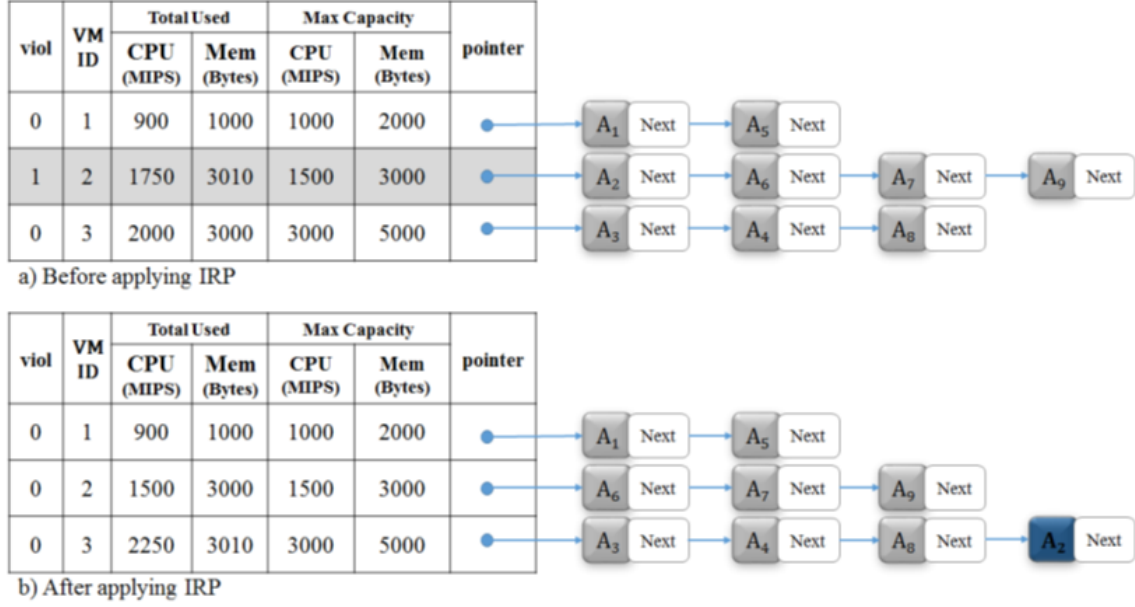 Total Used Max Capacity
viol VM ID CPU (MIPS) Mem (Bytes) CPU (MIPS) Mem (Bytes) pointer
0 1 900 1000 1000 2000 A1 Next A5 Next
1 2 1750 3010 1500 3000 A2 Next A6 Next A7 Next A9 Next
0 3 2000 3000 3000 5000 A3 Next A4 Next A8 Next
a) Before applying IRP
Total Used Max Capacity
viol VM ID CPU (MIPS) Mem (Bytes) CPU (MIPS) Mem (Bytes) pointer
0 1 900 1000 1000 2000 A1 Next A5 Next
0 2 1500 3000 1500 3000 A6 Next A7 Next A9 Next
0 3 2250 3010 3000 5000 A3 Next A4 Next A8 Next A2 Next
b) After applying IRP